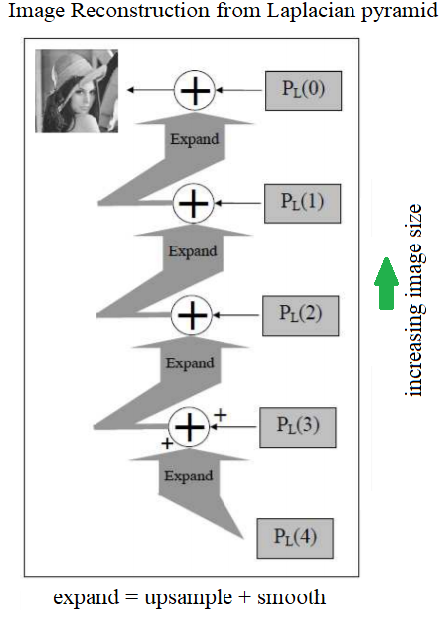 Image Reconstruction from Laplacian pyramid
P_L(0)
Expand
P_L(1)
Expand
P_L(2)
Expand
P_L(3)
Expand
P_L(4)
increasing image size
expand = upsample + smooth